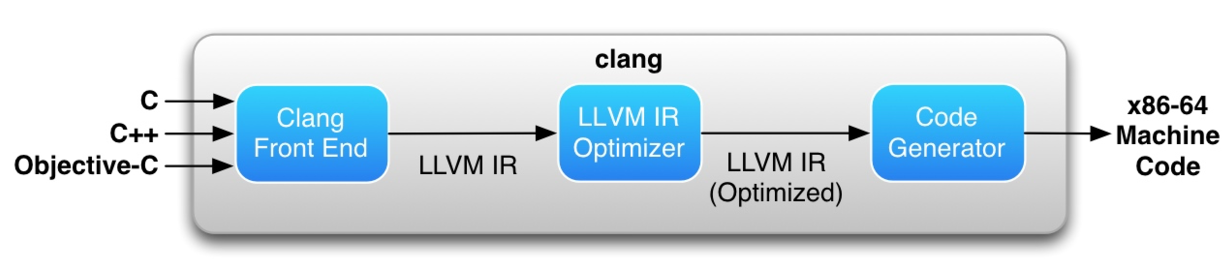 clang
C
C++
Objective-C
Clang
Front End
LLVM IR
LLVM IR
Optimizer
LLVM IR
(Optimized)
Code
Generator
x86-64
Machine
Code